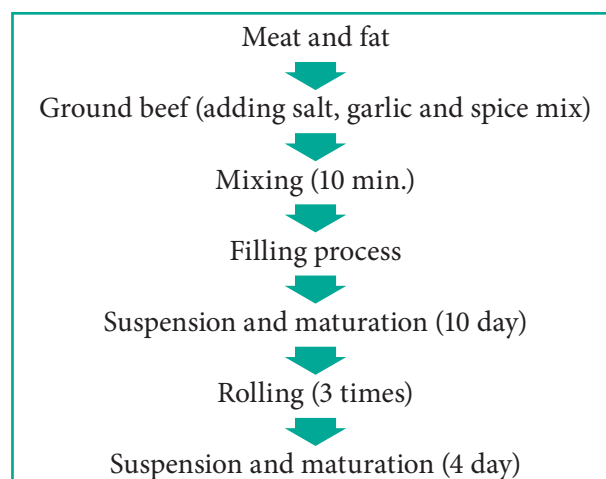 Meat and fat
Ground beef (adding salt, garlic and spice mix)
Mixing (10 min.)
Filling process
Suspension and maturation (10 day)
Rolling (3 times)
Suspension and maturation (4 day)